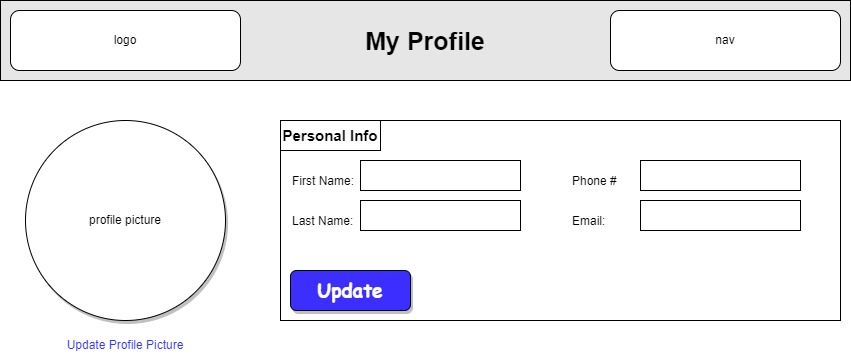 logo
My Profile
nav
profile picture
Update Profile Picture
Personal Info
First Name:
Phone #
Last Name:
Email:
Update